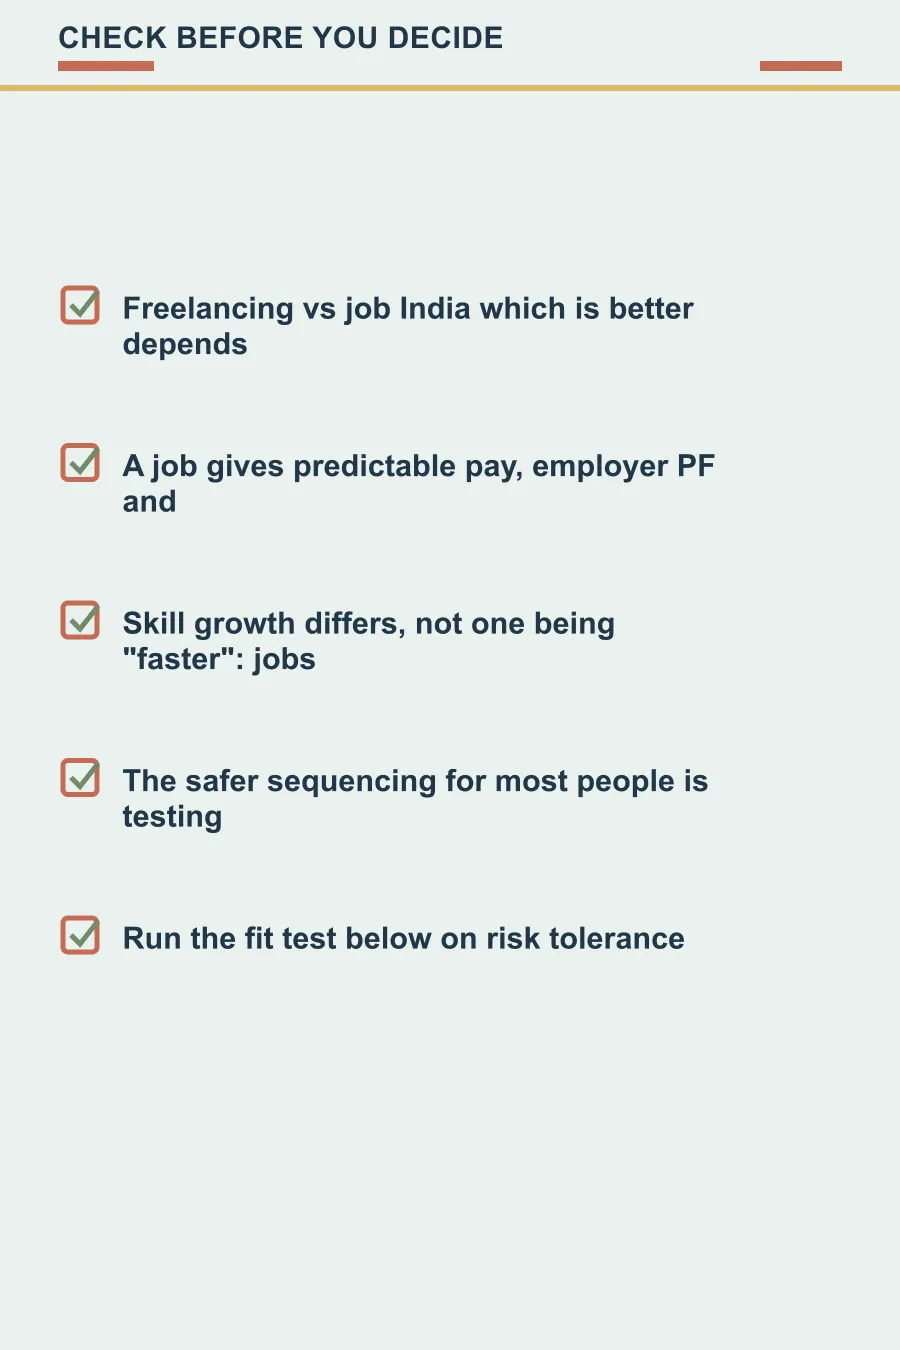 CHECK BEFORE YOU DECIDE
Freelancing vs job India which is better
depends
A job gives predictable pay, employer PF
and
Skill growth differs, not one being
"faster": jobs
The safer sequencing for most people is
testing
Run the fit test below on risk tolerance